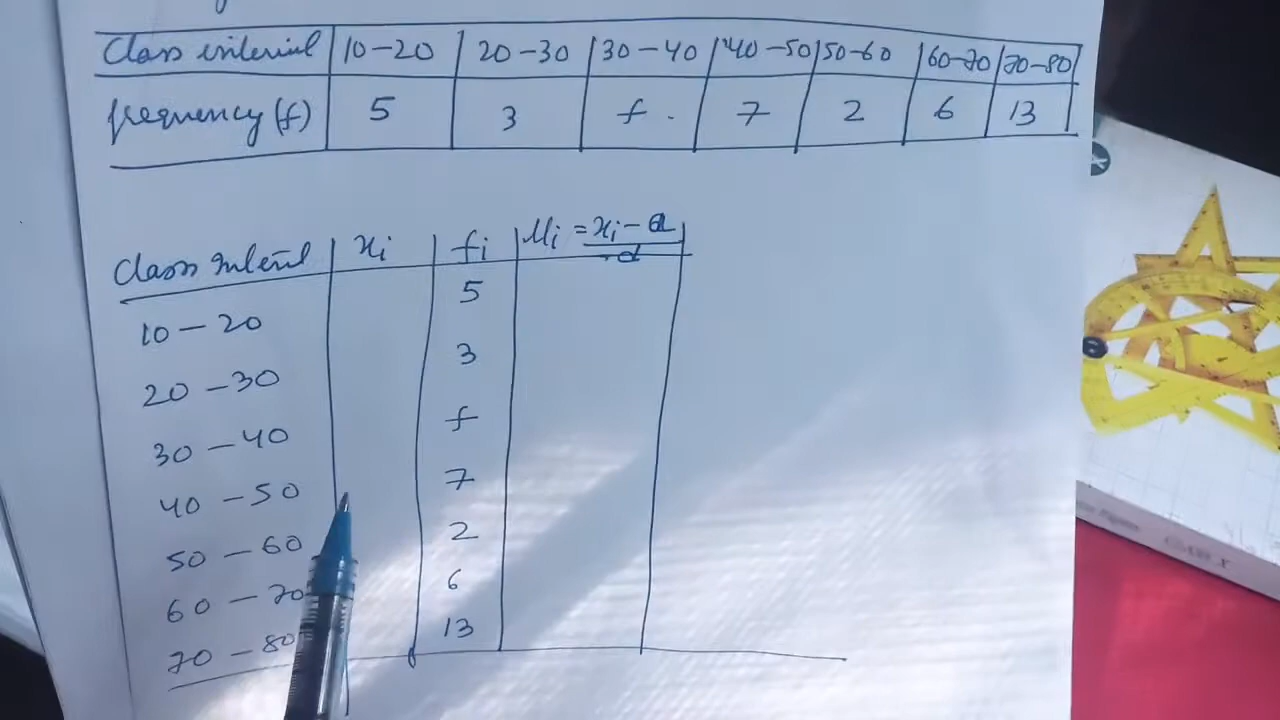 Class interival 10-20 20-30 30-40 40-50 50-60 60-70 70-80
frequency (f) 5 3 f. 7 2 6 13
Class Interil xi fi Ui = xi - a / d
10-20 5
20-30 3
30-40 f
40-50 7
50-60 2
60-70 6
70-80 13